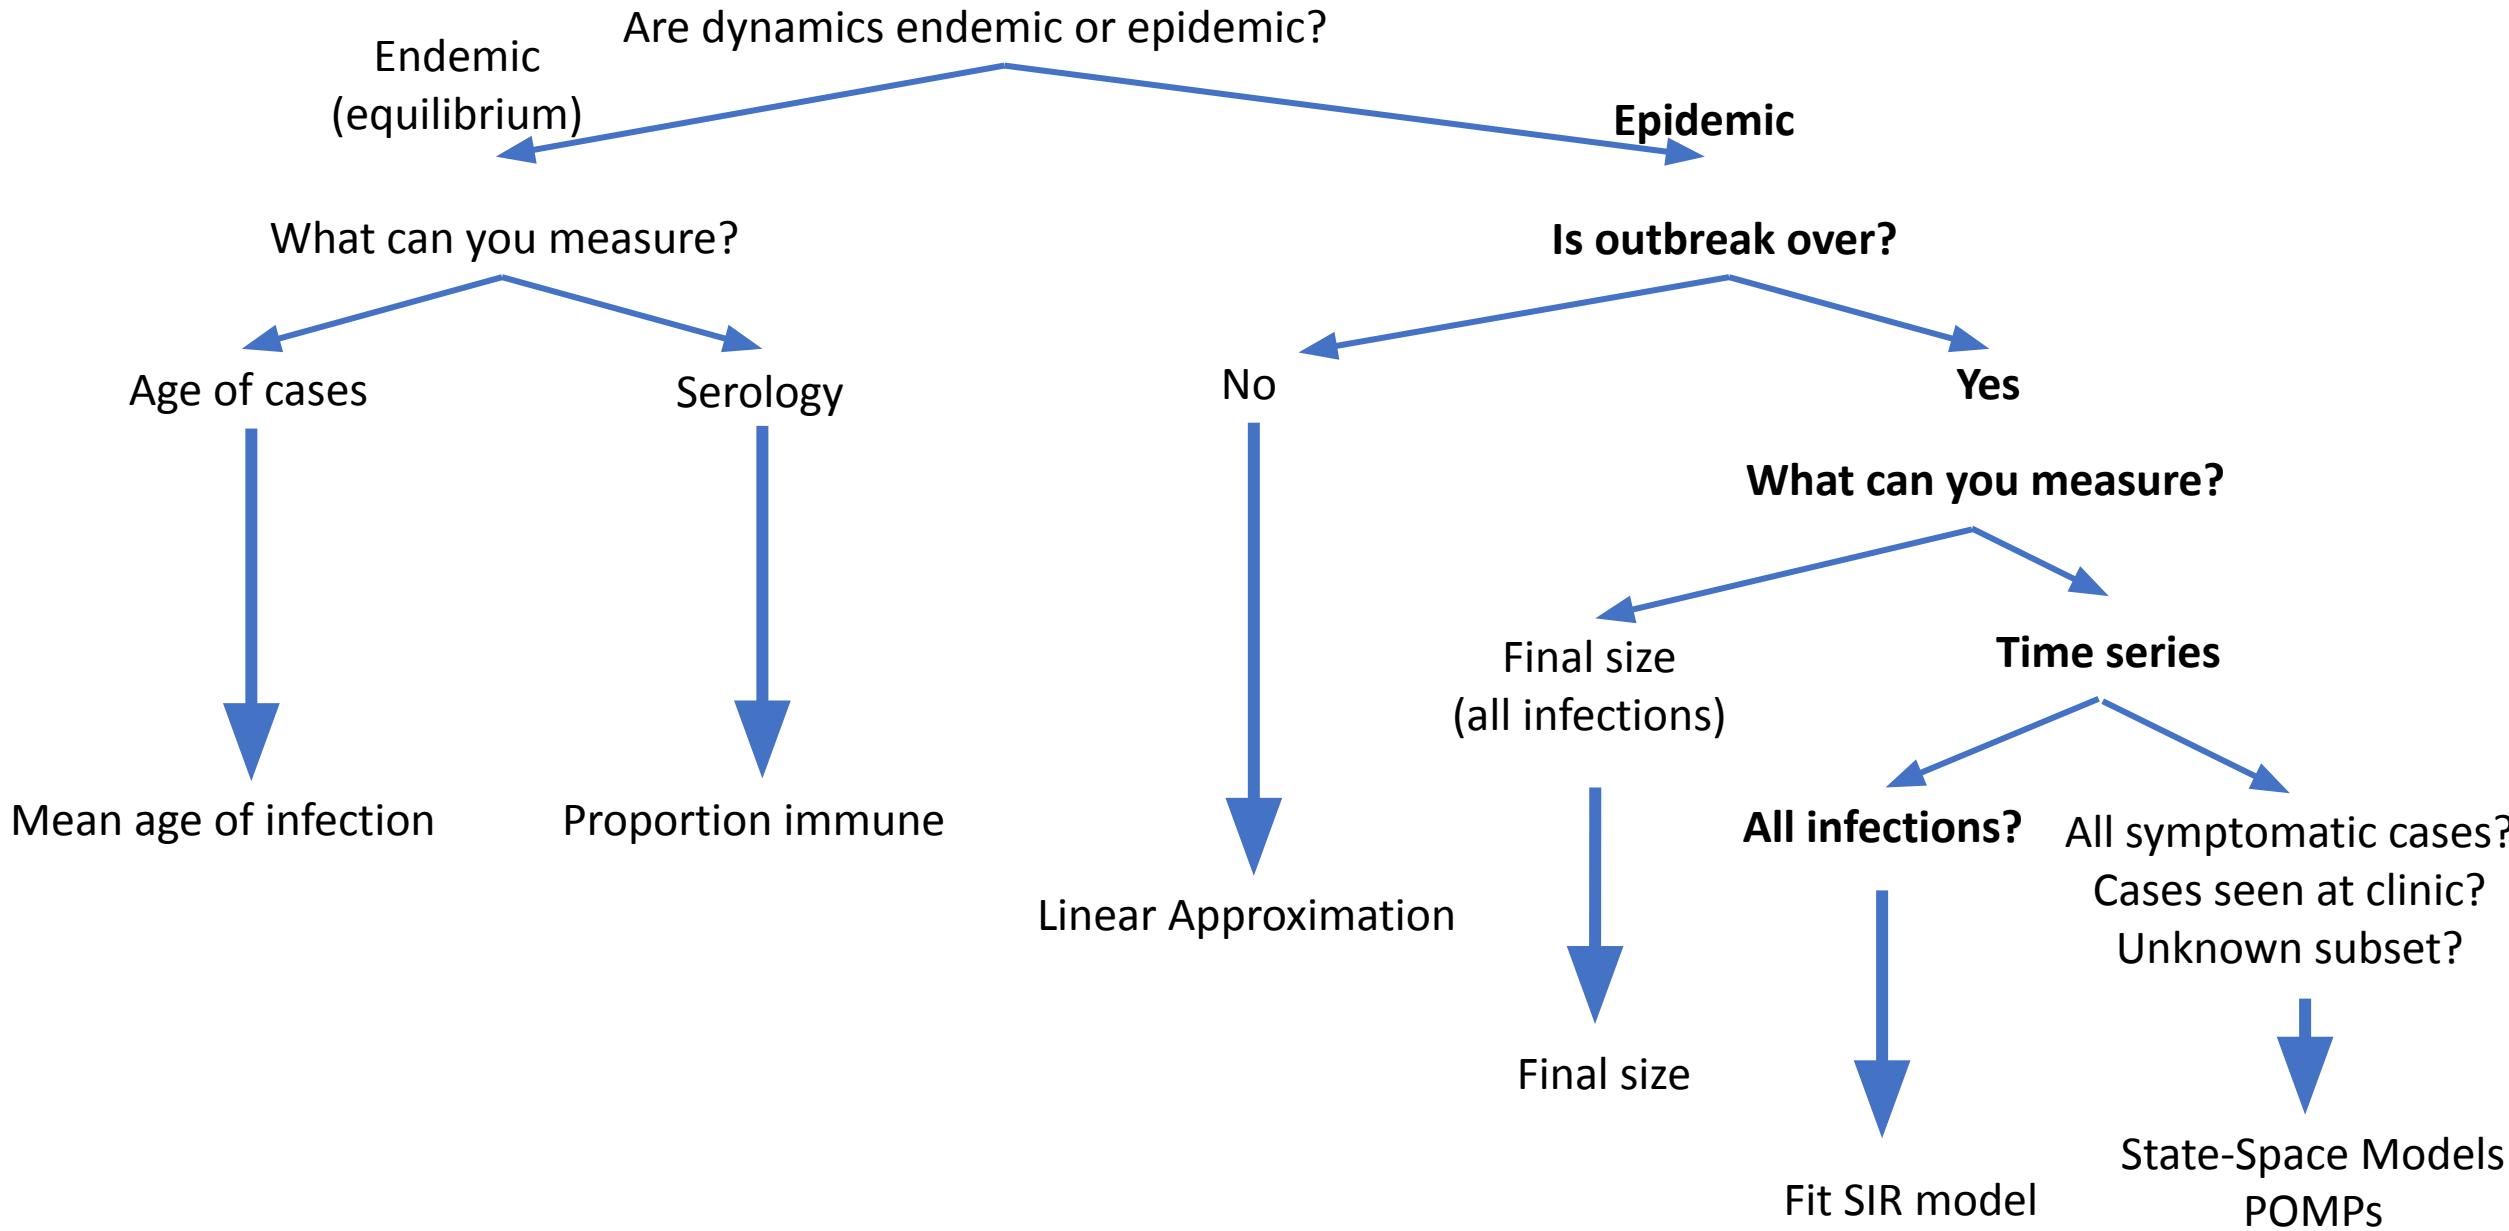 Are dynamics endemic or epidemic?
Endemic
(equilibrium)
Epidemic
What can you measure?
Is outbreak over?
Age of cases
Serology
No
Yes
What can you measure?
Final size
(all infections)
Time series
Mean age of infection
Proportion immune
All infections?
All symptomatic cases?
Cases seen at clinic?
Unknown subset?
Linear Approximation
Final size
Fit SIR model
State-Space Models
POMPs